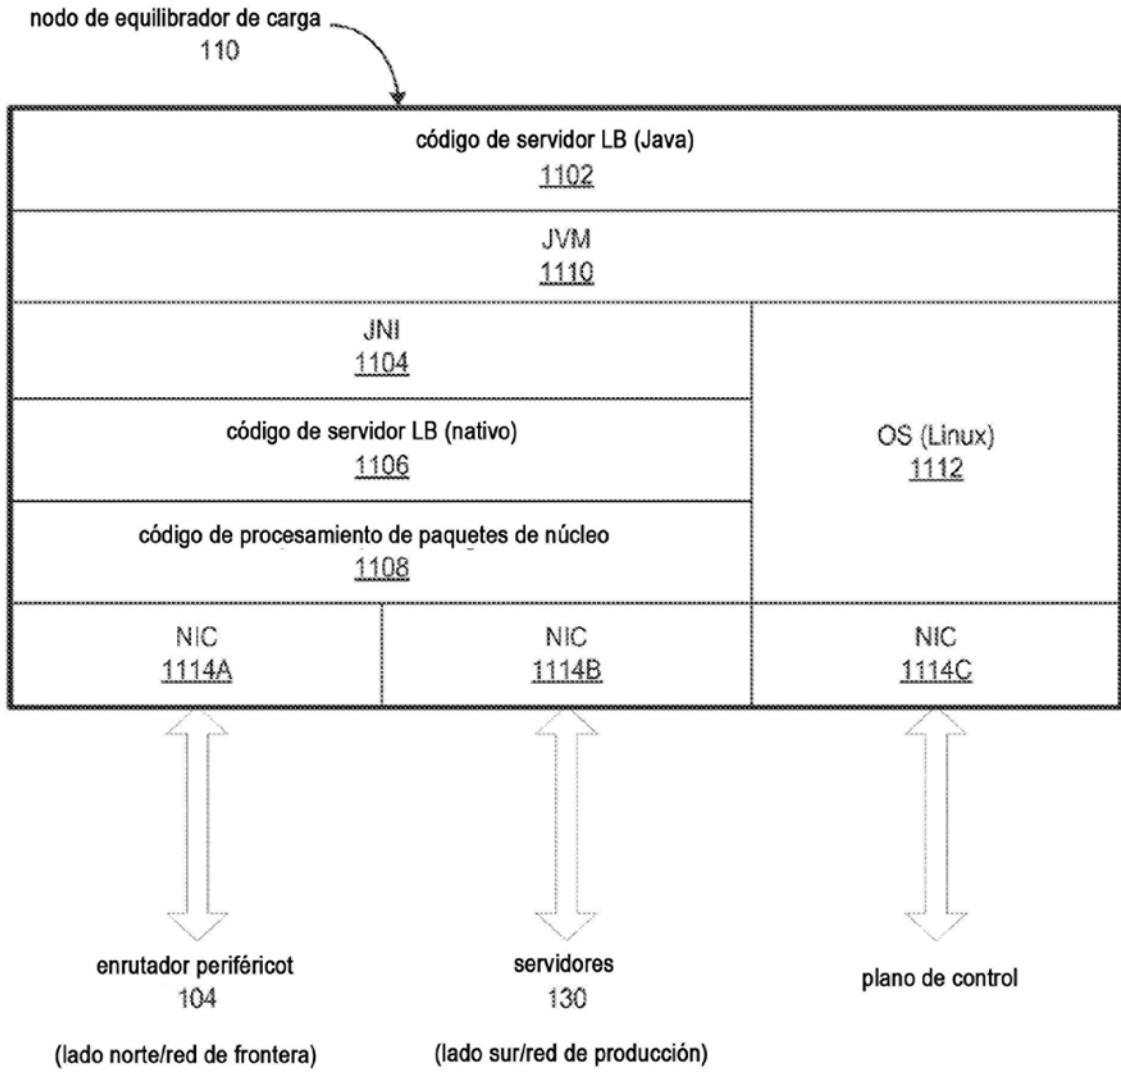 nodo de equilibrador de carga
110
código de servidor LB (Java)
1102
JVM
1110
JNI
1104
código de servidor LB (nativo)
1106
OS (Linux)
1112
código de procesamiento de paquetes de núcleo
1108
NIC
1114A
NIC
1114B
NIC
1114C
enrutador periféricot
104
(lado norte/red de frontera)
servidores
130
(lado sur/red de producción)
plano de control